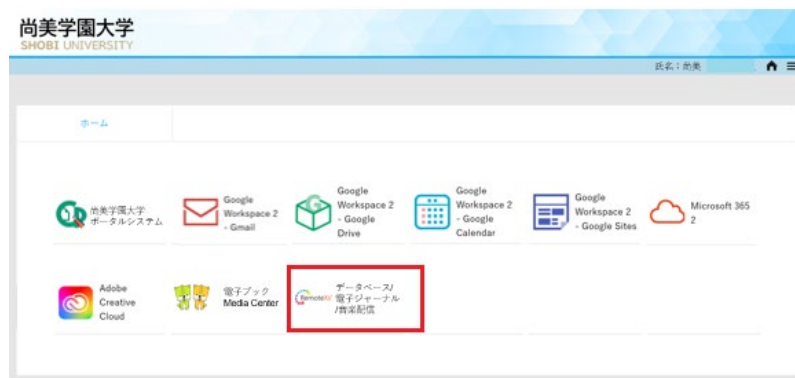 尚美学園大学
SHOBI UNIVERSITY
氏名：尚美
ホーム
尚美学園大学
ポータルシステム
Google
Workspace 2
- Gmail
Google
Workspace 2
- Google
Drive
Google
Workspace 2
- Google
Calendar
Google
Workspace 2
- Google Sites
Microsoft 365
2
Adobe
Creative
Cloud
電子ブック
Media Center
RemoteXs
データベース/
電子ジャーナル
/音楽配信